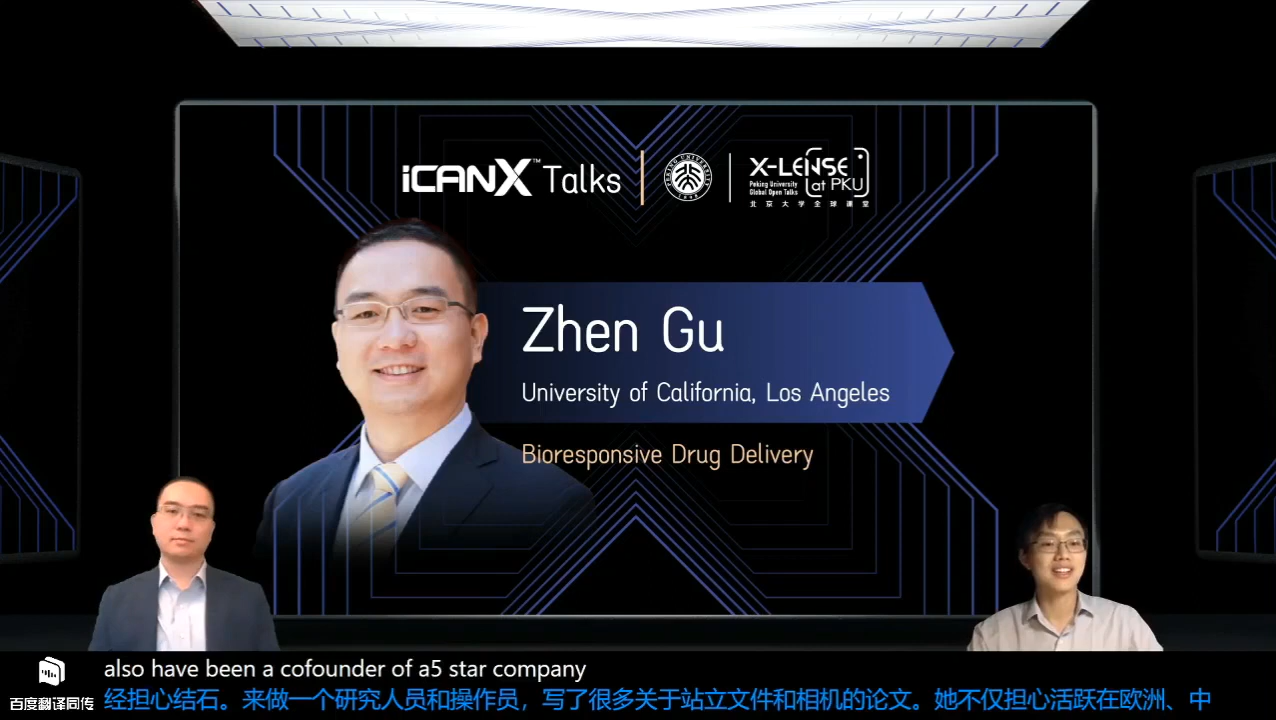 iCANX™ Talks
PEKING UNIVERSITY
1898
X-LENSE
Peking University
Global Open Talks
at PKU
北京大学全球课堂
Zhen Gu
University of California, Los Angeles
Bioresponsive Drug Delivery
also have been a cofounder of a5 star company
百度翻译同传
经担心结石。来做一个研究人员和操作员，写了很多关于站立文件和相机的论文。她不仅担心活跃在欧洲、中